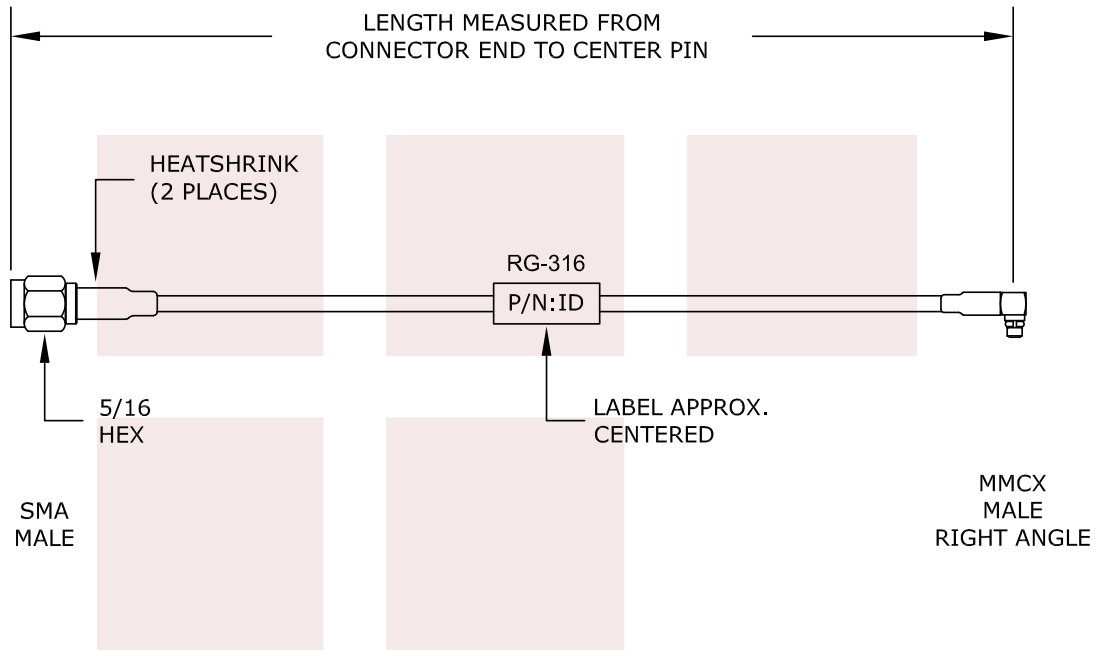 LENGTH MEASURED FROM
CONNECTOR END TO CENTER PIN
HEATSHRINK
(2 PLACES)
RG-316
P/N:ID
5/16
HEX
LABEL APPROX.
CENTERED
SMA
MALE
MMCX
MALE
RIGHT ANGLE